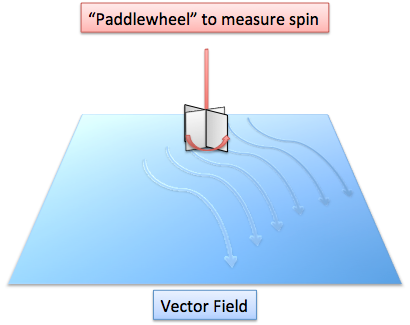 “Paddlewheel” to measure spin
Vector Field